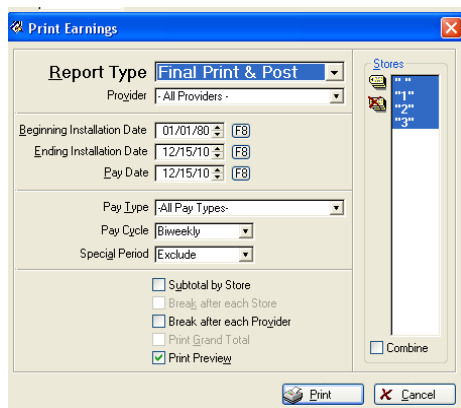 Print Earnings
Report Type Final Print & Post
Provider - All Providers -
Beginning Installation Date 01/01/80 F8
Ending Installation Date 12/15/10 F8
Pay Date 12/15/10 F8
Pay Type -All Pay Types-
Pay Cycle Biweekly
Special Period Exclude
Subtotal by Store
Break after each Store
Break after each Provider
Print Grand Total
Print Preview
Stores
" "
"1"
"2"
"3"
Combine
Print
Cancel